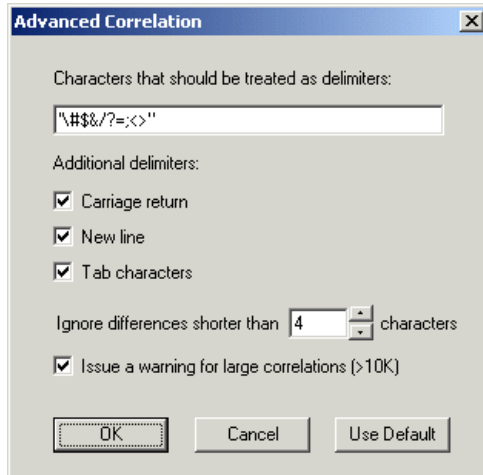 Advanced Correlation
Characters that should be treated as delimiters:
"\#$&/?=;<>"
Additional delimiters:
Carriage return
New line
Tab characters
Ignore differences shorter than 4 characters
Issue a warning for large correlations (>10K)
OK Cancel Use Default